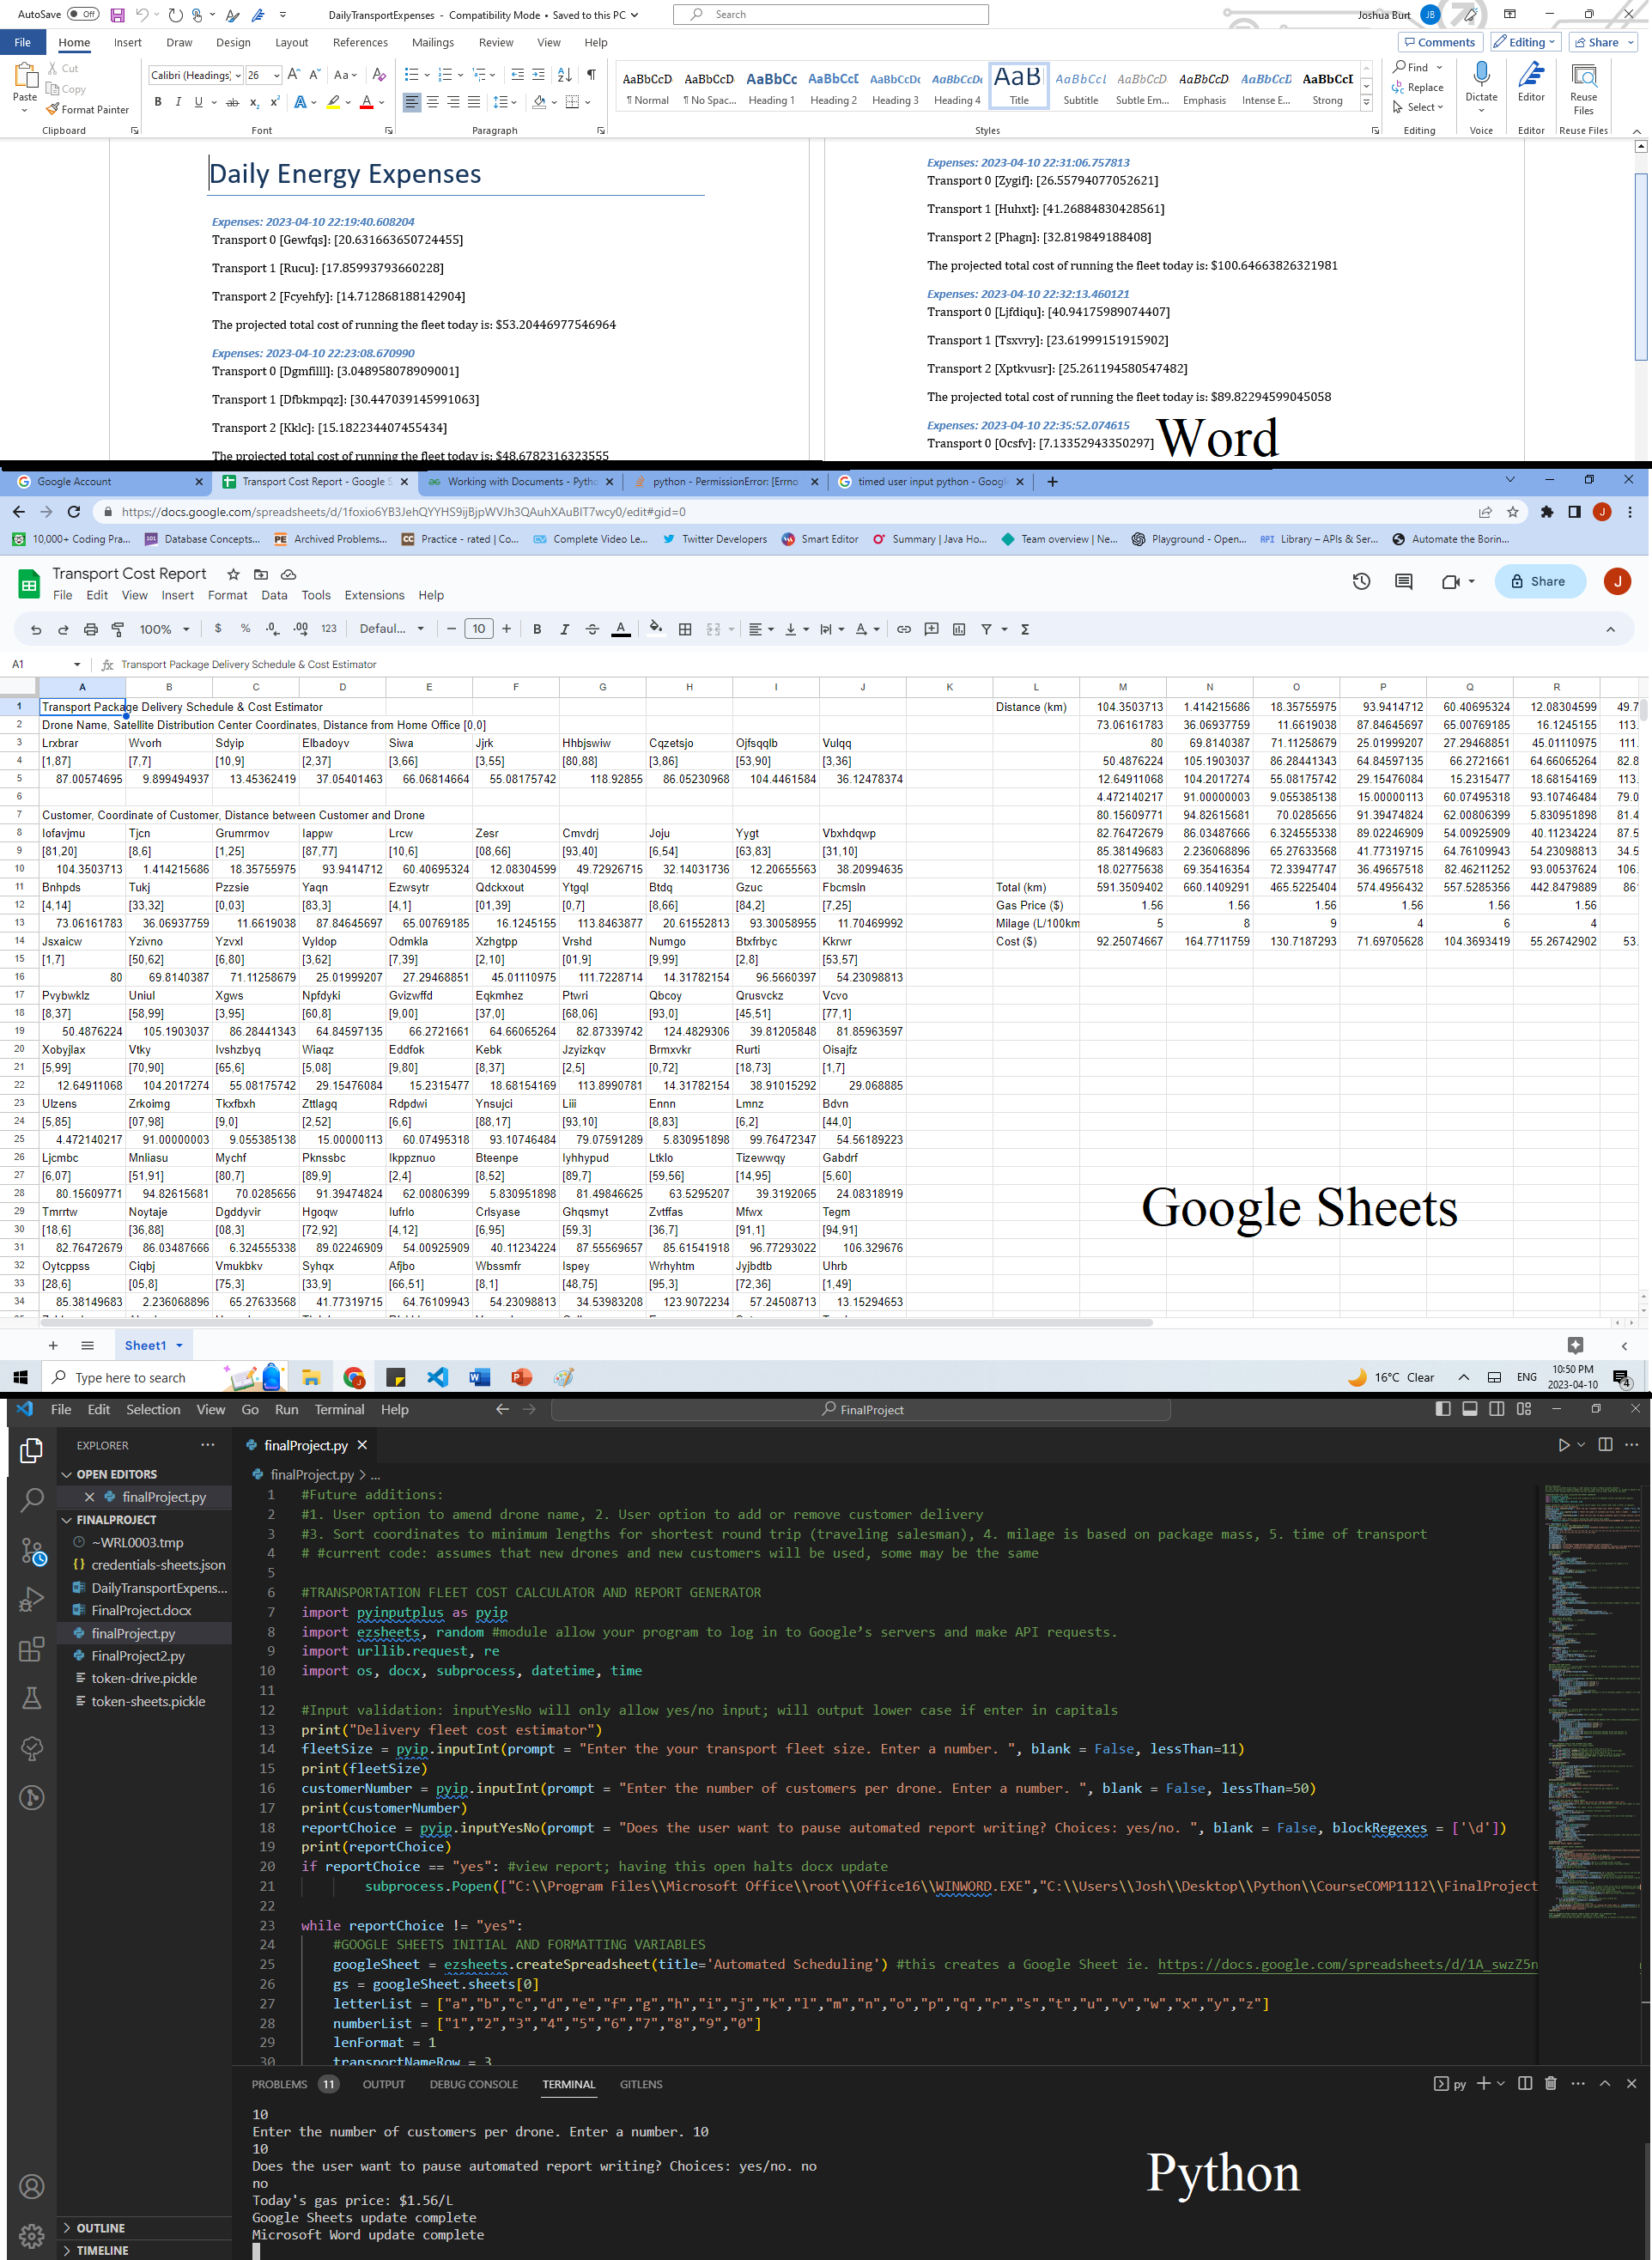 AutoSave Off DailyTransportExpenses - Compatibility Mode • Saved to this PC Search Joshua Burt JB
File Home Insert Draw Design Layout References Mailings Review View Help Comments Editing Share
Paste Cut Copy Format Painter Clipboard
Calibri (Headings) 26 Aa Font
Paragraph
AaBbCcD AaBbCcD AaBbCc AaBbCcD AaBbCcDc AaBbCcDc AaB AaBbCcL AaBbCcD AaBbCcD AaBbCcD AaBbCcI
¶ Normal ¶ No Spac... Heading 1 Heading 2 Heading 3 Heading 4 Title Subtitle Subtle Em... Emphasis Intense E... Strong
Styles
Find Replace Select Editing
Dictate Voice
Editor Editor
Reuse Files Reuse Files
Daily Energy Expenses
Expenses: 2023-04-10 22:19:40.608204
Transport 0 [Gewfqs]: [20.631663650724455]
Transport 1 [Rucu]: [17.85993793660228]
Transport 2 [Fcyehfy]: [14.712868188142904]
The projected total cost of running the fleet today is: $53.20446977546964
Expenses: 2023-04-10 22:23:08.670990
Transport 0 [Dgmfilll]: [3.048958078909001]
Transport 1 [Dfbkmpqz]: [30.447039145991063]
Transport 2 [Kklc]: [15.182234407455434]
The projected total cost of running the fleet today is: $48.6782316323555
Expenses: 2023-04-10 22:31:06.757813
Transport 0 [Zygif]: [26.55794077052621]
Transport 1 [Huhxt]: [41.26884830428561]
Transport 2 [Phagn]: [32.819849188408]
The projected total cost of running the fleet today is: $100.64663826321981
Expenses: 2023-04-10 22:32:13.460121
Transport 0 [Ljfdiqu]: [40.94175989074407]
Transport 1 [Tsxvry]: [23.61999151915902]
Transport 2 [Xptkvusr]: [25.261194580547482]
The projected total cost of running the fleet today is: $89.82294599045058
Expenses: 2023-04-10 22:35:52.074615
Transport 0 [Ocsfv]: [7.13352943350297]
Word
Google Account Transport Cost Report - Google S Working with Documents - Pytho python - PermissionError: [Errno timed user input python - Google
https://docs.google.com/spreadsheets/d/1foxio6YB3JehQYYHS9ijBjpWVJh3QAuhXAuBIT7wcy0/edit#gid=0
10,000+ Coding Pra... Database Concepts... Archived Problems... Practice - rated | Co... Complete Video Le... Twitter Developers Smart Editor Summary | Java Ho... Team overview | Ne... Playground - Open... Library – APIs & Ser... Automate the Borin...
Transport Cost Report
File Edit View Insert Format Data Tools Extensions Help Share J
100% $ % .0 .00 123 Defaul... 10 B I A
A1 fx Transport Package Delivery Schedule & Cost Estimator
A B C D E F G H I J K L M N O P Q R
1 Transport Package Delivery Schedule & Cost Estimator Distance (km) 104.3503713 1.414215686 18.35755975 93.9414712 60.40695324 12.08304599 49.7
2 Drone Name, Satellite Distribution Center Coordinates, Distance from Home Office [0,0] 73.06161783 36.06937759 11.6619038 87.84645697 65.00769185 16.1245155 113.
3 Lrxbrar Wvorh Sdyip Elbadoyv Siwa Jjrk Hhbjswiw Cqzetsjo Ojfsqqlb Vulqq 80 69.8140387 71.11258679 25.01999207 27.29468851 45.01110975 111.
4 [1,87] [7,7] [10,9] [2,37] [3,66] [3,55] [80,88] [3,86] [53,90] [3,36] 50.4876224 105.1903037 86.28441343 64.84597135 66.2721661 64.66065264 82.8
5 87.00574695 9.899494937 13.45362419 37.05401463 66.06814664 55.08175742 118.92855 86.05230968 104.4461584 36.12478374 12.64911068 104.2017274 55.08175742 29.15476084 15.2315477 18.68154169 113.
6 4.472140217 91.00000003 9.055385138 15.00000113 60.07495318 93.10746484 79.0
7 Customer, Coordinate of Customer, Distance between Customer and Drone 80.15609771 94.82615681 70.0285656 91.39474824 62.00806399 5.830951898 81.4
8 Iofavjmu Tjcn Grumrmov Iappw Lrcw Zesr Cmvdrj Joju Yygt Vbxhdqwp 82.76472679 86.03487666 6.324555338 89.02246909 54.00925909 40.11234224 87.5
9 [81,20] [8,6] [1,25] [87,77] [10,6] [08,66] [93,40] [6,54] [63,83] [31,10] 85.38149683 2.236068896 65.27633568 41.77319715 64.76109943 54.23098813 34.5
10 104.3503713 1.414215686 18.35755975 93.9414712 60.40695324 12.08304599 49.72926715 32.14031736 12.20655563 38.20994635 18.02775638 69.35416354 72.33947747 36.49657518 82.46211252 93.00537624 106.
11 Bnhpds Tukj Pzzsie Yaqn Ezwsytr Qdckxout Ytgql Btdq Gzuc Fbcmsln Total (km) 591.3509402 660.1409291 465.5225404 574.4956432 557.5285356 442.8479889 86
12 [4,14] [33,32] [0,03] [83,3] [4,1] [01,39] [0,7] [8,66] [84,2] [7,25] Gas Price ($) 1.56 1.56 1.56 1.56 1.56 1.56
13 73.06161783 36.06937759 11.6619038 87.84645697 65.00769185 16.1245155 113.8463877 20.61552813 93.30058955 11.70469992 Milage (L/100km 5 8 9 4 6 4
14 Jsxaicw Yzivno Yzvxl Vyldop Odmkla Xzhgtpp Vrshd Numgo Btxfrbyc Kkrwr Cost ($) 92.25074667 164.7711759 130.7187293 71.69705628 104.3693419 55.26742902 53.
15 [1,7] [50,62] [6,80] [3,62] [7,39] [2,10] [01,9] [9,99] [2,8] [53,57]
16 80 69.8140387 71.11258679 25.01999207 27.29468851 45.01110975 111.7228714 14.31782154 96.5660397 54.23098813
17 Pvybwklz Uniul Xgws Npfdyki Gvizwffd Eqkmhez Ptwri Qbcoy Qrusvckz Vcvo
18 [8,37] [58,99] [3,95] [60,8] [9,00] [37,0] [68,06] [93,0] [45,51] [77,1]
19 50.4876224 105.1903037 86.28441343 64.84597135 66.2721661 64.66065264 82.87339742 124.4829306 39.81205848 81.85963597
20 Xobyjlax Vtky Ivshzbyq Wiaqz Eddfok Kebk Jzyizkqv Brmxvkr Rurti Oisajfz
21 [5,99] [70,90] [65,6] [5,08] [9,80] [8,37] [2,5] [0,72] [18,73] [1,7]
22 12.64911068 104.2017274 55.08175742 29.15476084 15.2315477 18.68154169 113.8990781 14.31782154 38.91015292 29.068885
23 Ulzens Zrkoimg Tkxfbxh Zttlagq Rdpdwi Ynsujci Liii Ennn Lmnz Bdvn
24 [5,85] [07,98] [9,0] [2,52] [6,6] [88,17] [93,10] [8,83] [6,2] [44,0]
25 4.472140217 91.00000003 9.055385138 15.00000113 60.07495318 93.10746484 79.07591289 5.830951898 99.76472347 54.56189223
26 Ljcmbc Mnliasu Mychf Pknssbc Ikppznuo Bteenpe Iyhhypud Ltklo Tizewwqy Gabdrf
27 [6,07] [51,91] [80,7] [89,9] [2,4] [8,52] [89,7] [59,56] [14,95] [5,60]
28 80.15609771 94.82615681 70.0285656 91.39474824 62.00806399 5.830951898 81.49846625 63.5295207 39.3192065 24.08318919
29 Tmrrtw Noytaje Dgddyvir Hgoqw Iufrlo Crlsyase Ghqsmyt Zvtffas Mfwx Tegm
30 [18,6] [36,88] [08,3] [72,92] [4,12] [6,95] [59,3] [36,7] [91,1] [94,91]
31 82.76472679 86.03487666 6.324555338 89.02246909 54.00925909 40.11234224 87.55569657 85.61541918 96.77293022 106.329676
32 Oytcppss Ciqbj Vmukbkv Syhqx Afjbo Wbssmfr Ispey Wrhyhtm Jyjbdtb Uhrb
33 [28,6] [05,8] [75,3] [33,9] [66,51] [8,1] [48,75] [95,3] [72,36] [1,49]
34 85.38149683 2.236068896 65.27633568 41.77319715 64.76109943 54.23098813 34.53983208 123.9072234 57.24508713 13.15294653
Google Sheets
Sheet1
Type here to search 16°C Clear ENG 10:50 PM 2023-04-10 4
File Edit Selection View Go Run Terminal Help FinalProject
EXPLORER
OPEN EDITORS
finalProject.py
FINALPROJECT
~WRL0003.tmp
credentials-sheets.json
DailyTransportExpens...
FinalProject.docx
finalProject.py
FinalProject2.py
token-drive.pickle
token-sheets.pickle
OUTLINE
TIMELINE
finalProject.py
finalProject.py > ...
1 #Future additions:
2 #1. User option to amend drone name, 2. User option to add or remove customer delivery
3 #3. Sort coordinates to minimum lengths for shortest round trip (traveling salesman), 4. milage is based on package mass, 5. time of transport
4 # #current code: assumes that new drones and new customers will be used, some may be the same
5
6 #TRANSPORTATION FLEET COST CALCULATOR AND REPORT GENERATOR
7 import pyinputplus as pyip
8 import ezsheets, random #module allow your program to log in to Google’s servers and make API requests.
9 import urllib.request, re
10 import os, docx, subprocess, datetime, time
11
12 #Input validation: inputYesNo will only allow yes/no input; will output lower case if enter in capitals
13 print("Delivery fleet cost estimator")
14 fleetSize = pyip.inputInt(prompt = "Enter the your transport fleet size. Enter a number. ", blank = False, lessThan=11)
15 print(fleetSize)
16 customerNumber = pyip.inputInt(prompt = "Enter the number of customers per drone. Enter a number. ", blank = False, lessThan=50)
17 print(customerNumber)
18 reportChoice = pyip.inputYesNo(prompt = "Does the user want to pause automated report writing? Choices: yes/no. ", blank = False, blockRegexes = ['\d'])
19 print(reportChoice)
20 if reportChoice == "yes": #view report; having this open halts docx update
21 subprocess.Popen(["C:\\Program Files\\Microsoft Office\\root\\Office16\\WINWORD.EXE","C:\\Users\\Josh\\Desktop\\Python\\CourseCOMP1112\\FinalProject
22
23 while reportChoice != "yes":
24 #GOOGLE SHEETS INITIAL AND FORMATTING VARIABLES
25 googleSheet = ezsheets.createSpreadsheet(title='Automated Scheduling') #this creates a Google Sheet ie. https://docs.google.com/spreadsheets/d/1A_swzZ5n
26 gs = googleSheet.sheets[0]
27 letterList = ["a","b","c","d","e","f","g","h","i","j","k","l","m","n","o","p","q","r","s","t","u","v","w","x","y","z"]
28 numberList = ["1","2","3","4","5","6","7","8","9","0"]
29 lenFormat = 1
30 transportNameRow = 3
PROBLEMS 11 OUTPUT DEBUG CONSOLE TERMINAL GITLENS py
10
Enter the number of customers per drone. Enter a number. 10
10
Does the user want to pause automated report writing? Choices: yes/no. no
no
Today's gas price: $1.56/L
Google Sheets update complete
Microsoft Word update complete
Python